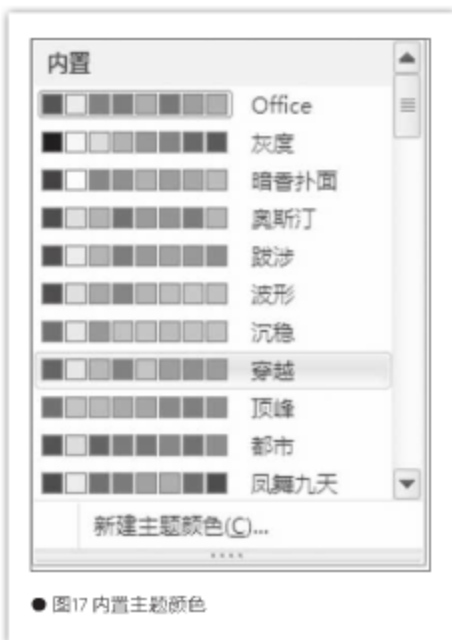 内置
Office
灰度
暗香扑面
奥斯汀
跋涉
波形
沉稳
穿越
顶峰
都市
凤舞九天
新建主题颜色(C)...
● 图17 内置主题颜色